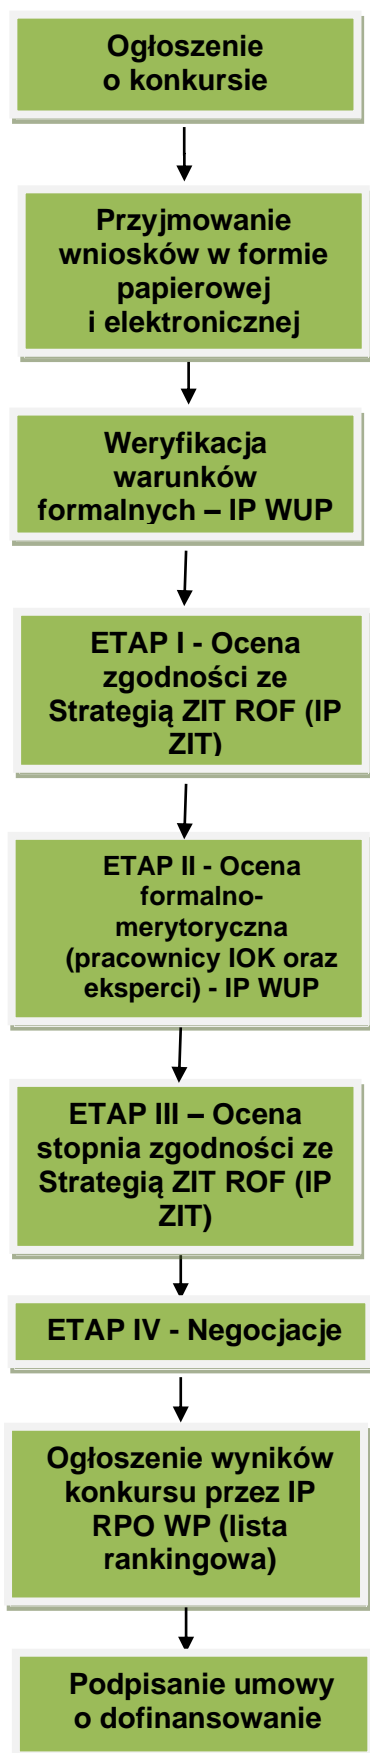 Ogłoszenie
o konkursie
Przyjmowanie
wniosków w formie
papierowej
i elektronicznej
Weryfikacja
warunków
formalnych – IP WUP
ETAP I - Ocena
zgodności ze
Strategią ZIT ROF (IP
ZIT)
ETAP II - Ocena
formalno-
merytoryczna
(pracownicy IOK oraz
eksperci) - IP WUP
ETAP III – Ocena
stopnia zgodności ze
Strategią ZIT ROF (IP
ZIT)
ETAP IV - Negocjacje
Ogłoszenie wyników
konkursu przez IP
RPO WP (lista
rankingowa)
Podpisanie umowy
o dofinansowanie